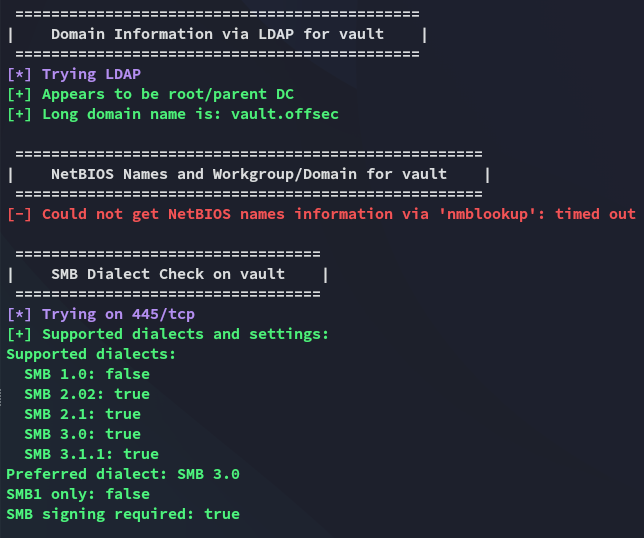 =============================================
|    Domain Information via LDAP for vault    |
=============================================
[*] Trying LDAP
[+] Appears to be root/parent DC
[+] Long domain name is: vault.offsec
====================================================
|    NetBIOS Names and Workgroup/Domain for vault    |
====================================================
[-] Could not get NetBIOS names information via 'nmblookup': timed out
==================================
|    SMB Dialect Check on vault    |
==================================
[*] Trying on 445/tcp
[+] Supported dialects and settings:
Supported dialects:
  SMB 1.0: false
  SMB 2.02: true
  SMB 2.1: true
  SMB 3.0: true
  SMB 3.1.1: true
Preferred dialect: SMB 3.0
SMB1 only: false
SMB signing required: true